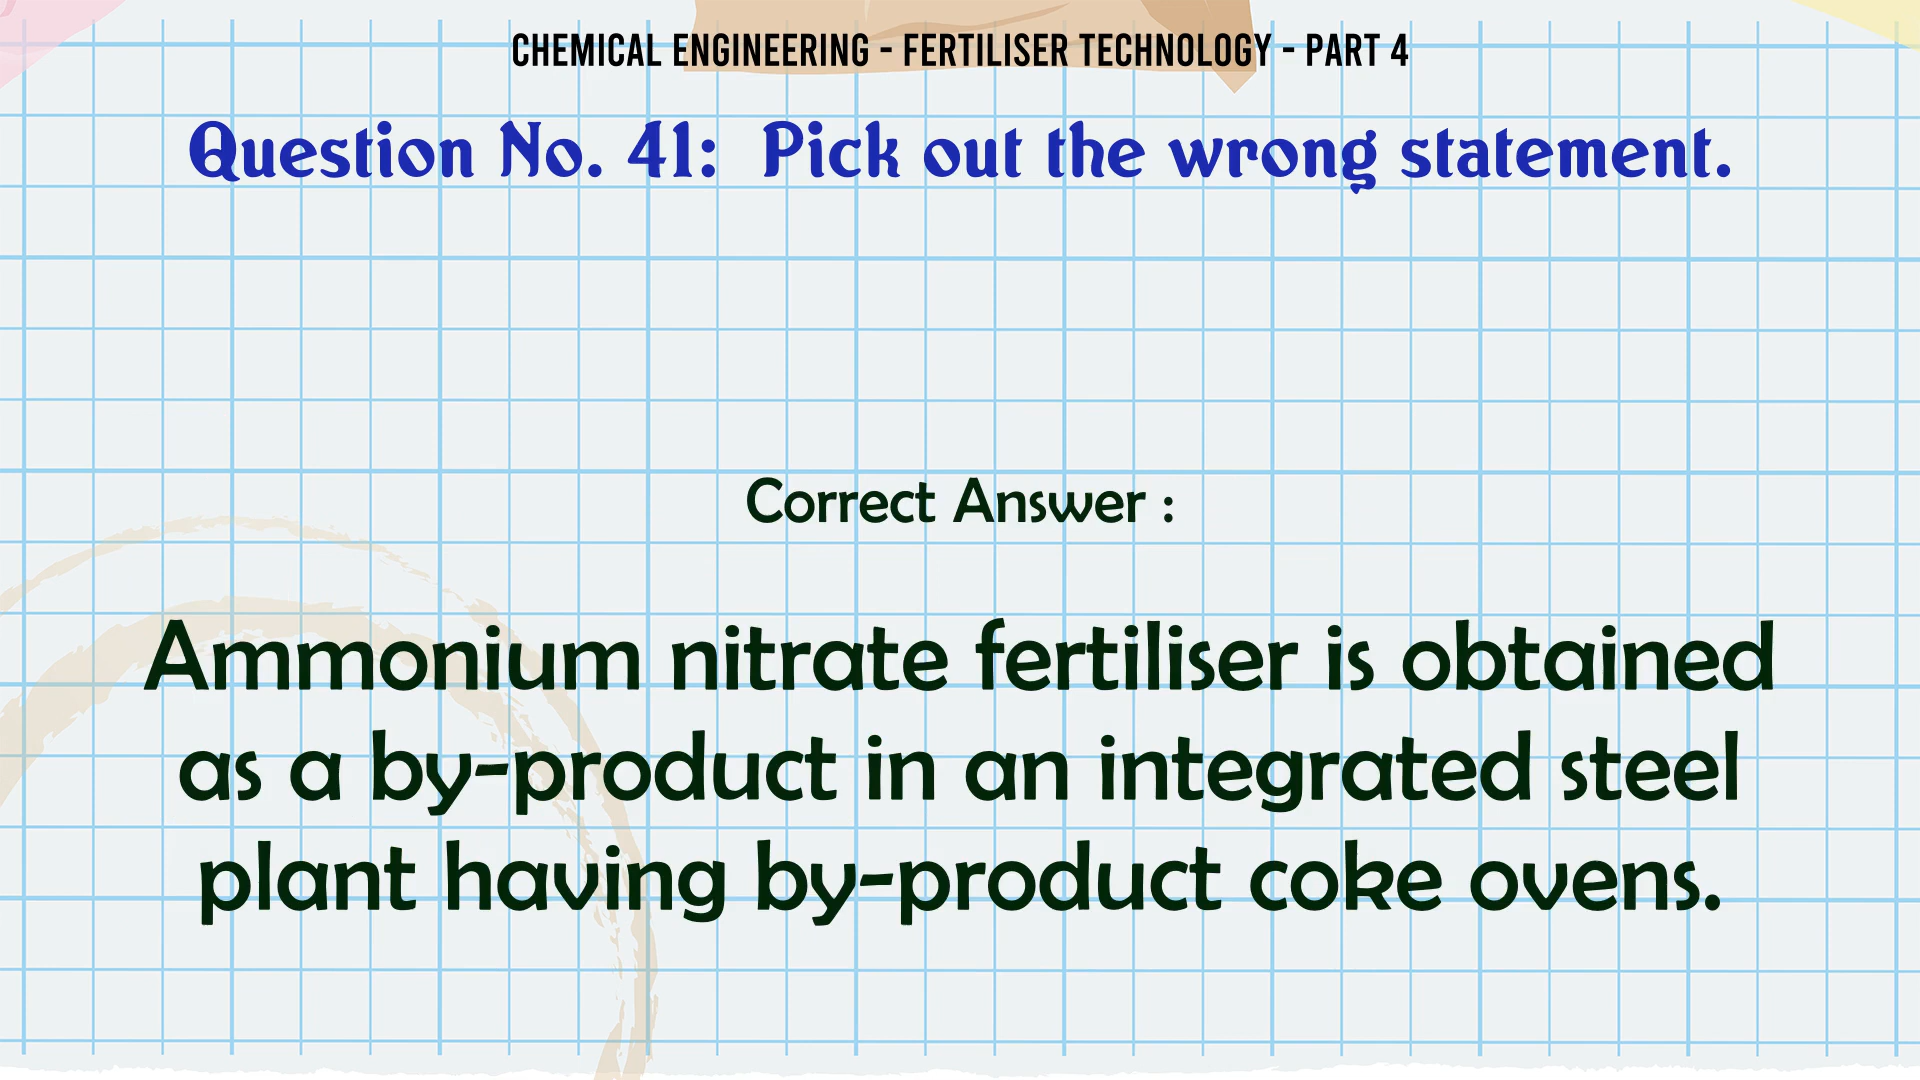 CHEMICAL ENGINEERING - FERTILISER TECHNOLOGY - PART 4
Question No. 41: Pick out the wrong statement.
Correct Answer :
Ammonium nitrate fertiliser is obtained
as a by-product in an integrated steel
plant having by-product coke ovens.